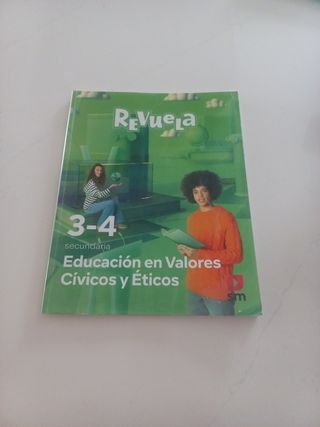 REVUELA
3-4
secundaria
Educación en Valores
Cívicos y Éticos
sm